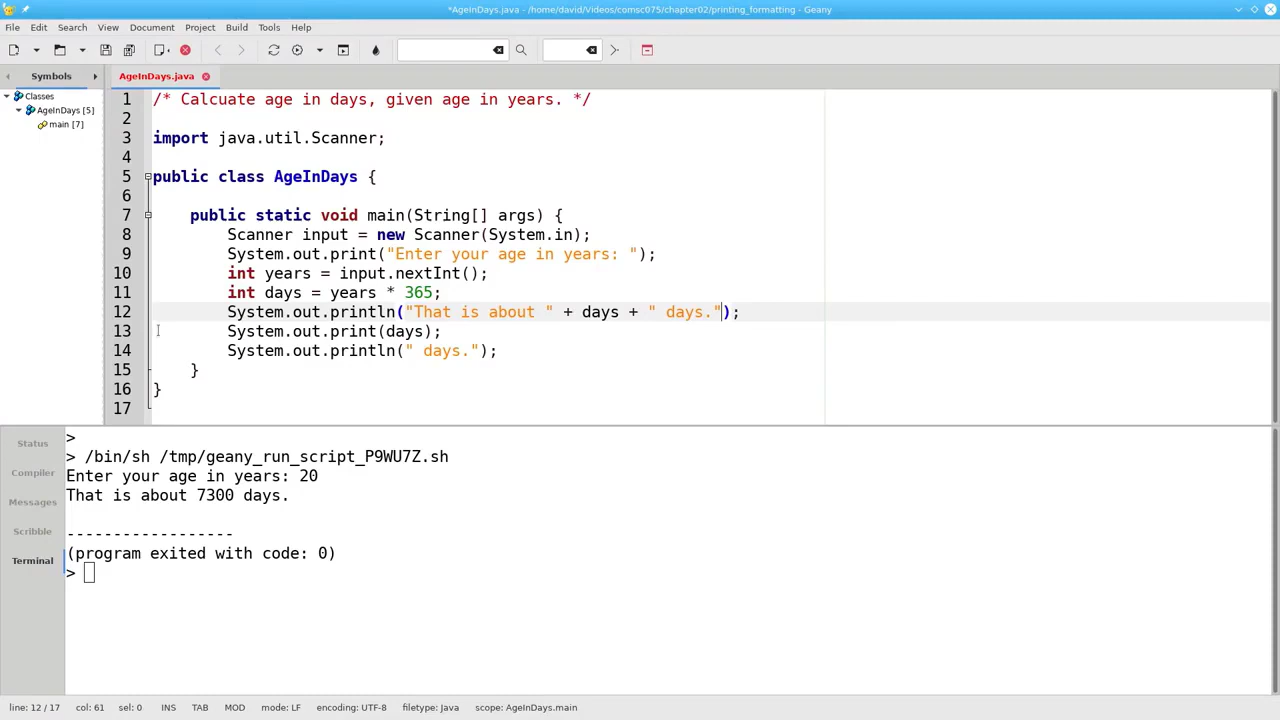 *AgeInDays.java - /home/david/Videos/comsc075/chapter02/printing_formatting - Geany
File Edit Search View Document Project Build Tools Help
Symbols
AgeInDays.java
Classes
AgeInDays [5]
main [7]
1 /* Calcuate age in days, given age in years. */
2
3 import java.util.Scanner;
4
5 public class AgeInDays {
6
7     public static void main(String[] args) {
8         Scanner input = new Scanner(System.in);
9         System.out.print("Enter your age in years: ");
10         int years = input.nextInt();
11         int days = years * 365;
12         System.out.println("That is about " + days + " days.");
13         System.out.print(days);
14         System.out.println(" days.");
15     }
16 }
17
Status
Compiler
Messages
Scribble
Terminal
>
> /bin/sh /tmp/geany_run_script_P9WU7Z.sh
Enter your age in years: 20
That is about 7300 days.
------------------
(program exited with code: 0)
>
line: 12 / 17 col: 61 sel: 0 INS TAB MOD mode: LF encoding: UTF-8 filetype: Java scope: AgeInDays.main